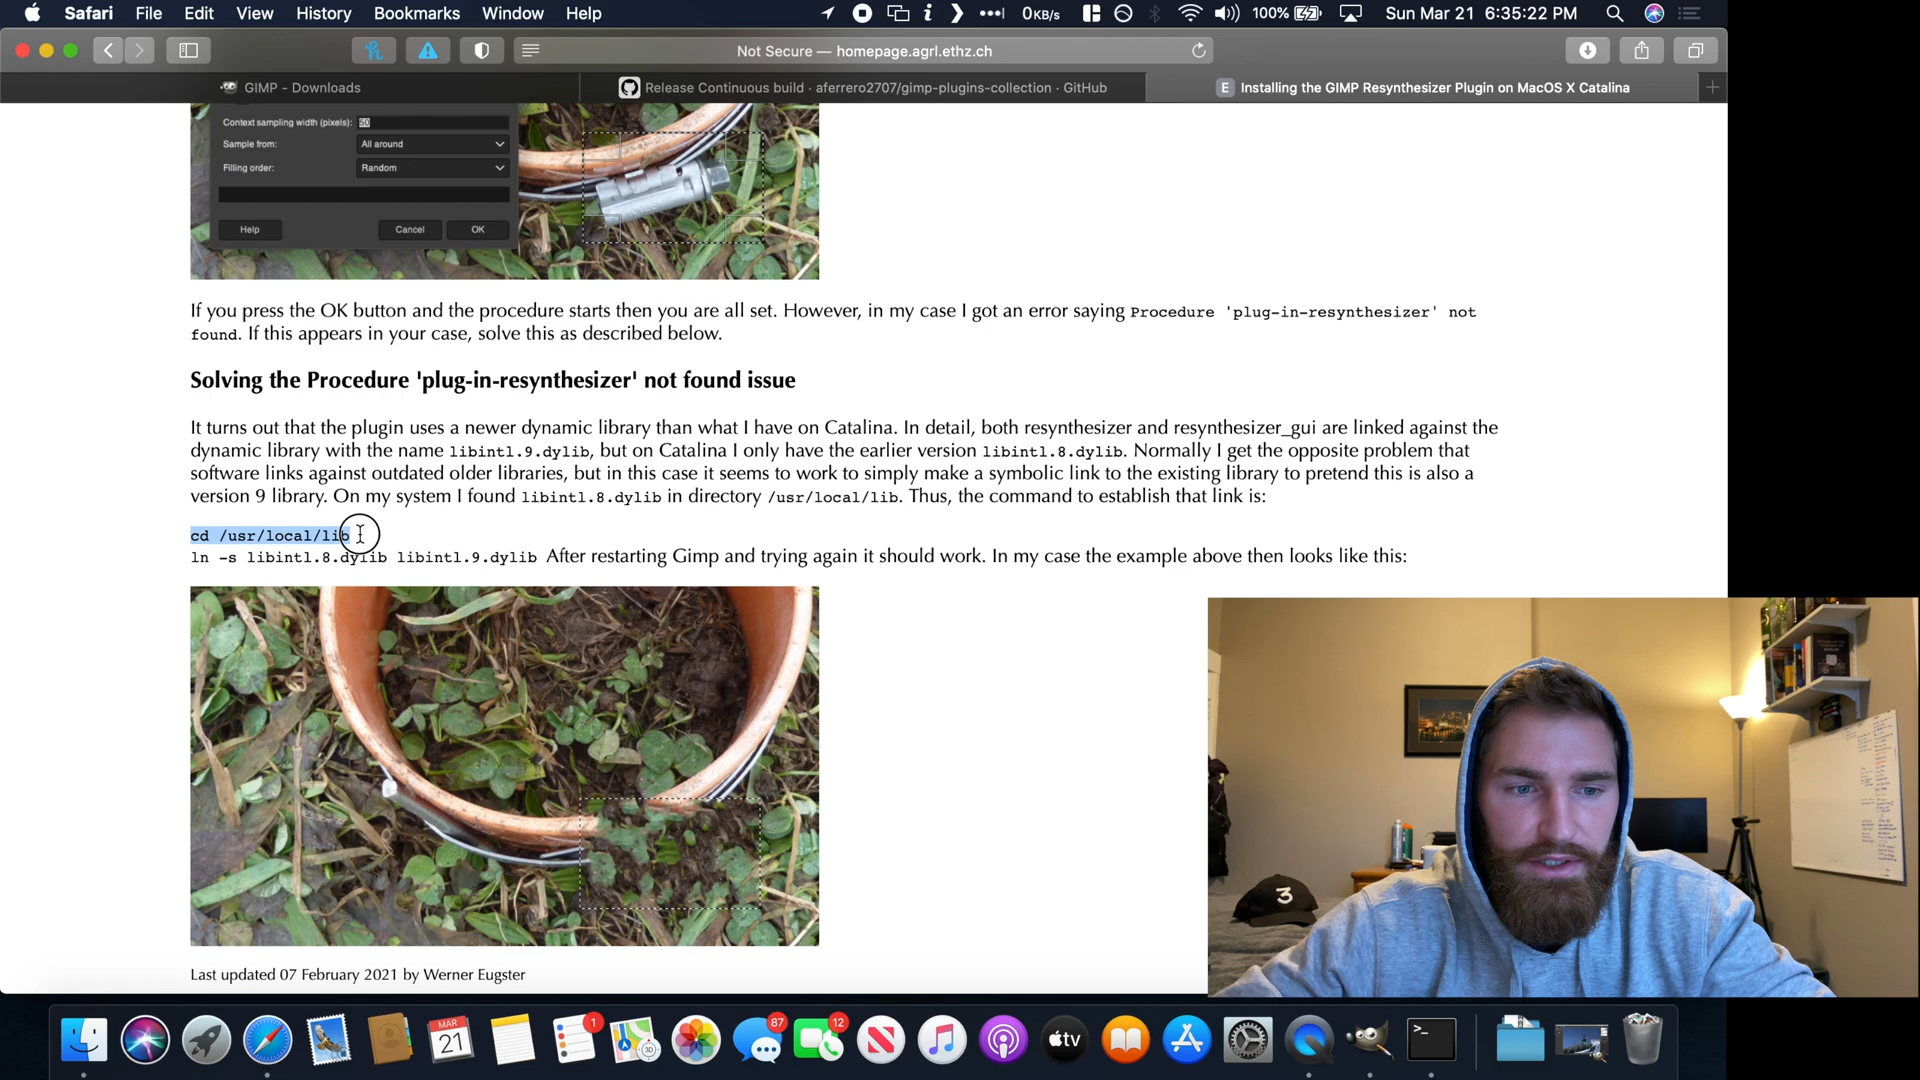 Safari File Edit View History Bookmarks Window Help 0KB/s 100% Sun Mar 21 6:35:22 PM
Not Secure — homepage.agrl.ethz.ch
GIMP - Downloads
Release Continuous build · aferrero2707/gimp-plugins-collection · GitHub
E Installing the GIMP Resynthesizer Plugin on MacOS X Catalina
Context sampling width (pixels): 50
Sample from: All around
Filling order: Random
Help Cancel OK
If you press the OK button and the procedure starts then you are all set. However, in my case I got an error saying Procedure 'plug-in-resynthesizer' not
found. If this appears in your case, solve this as described below.
Solving the Procedure 'plug-in-resynthesizer' not found issue
It turns out that the plugin uses a newer dynamic library than what I have on Catalina. In detail, both resynthesizer and resynthesizer_gui are linked against the
dynamic library with the name libintl.9.dylib, but on Catalina I only have the earlier version libintl.8.dylib. Normally I get the opposite problem that
software links against outdated older libraries, but in this case it seems to work to simply make a symbolic link to the existing library to pretend this is also a
version 9 library. On my system I found libintl.8.dylib in directory /usr/local/lib. Thus, the command to establish that link is:
cd /usr/local/lib
ln -s libintl.8.dylib libintl.9.dylib After restarting Gimp and trying again it should work. In my case the example above then looks like this:
3
Last updated 07 February 2021 by Werner Eugster
MAR
21
1
3D
87
12
tv
>_